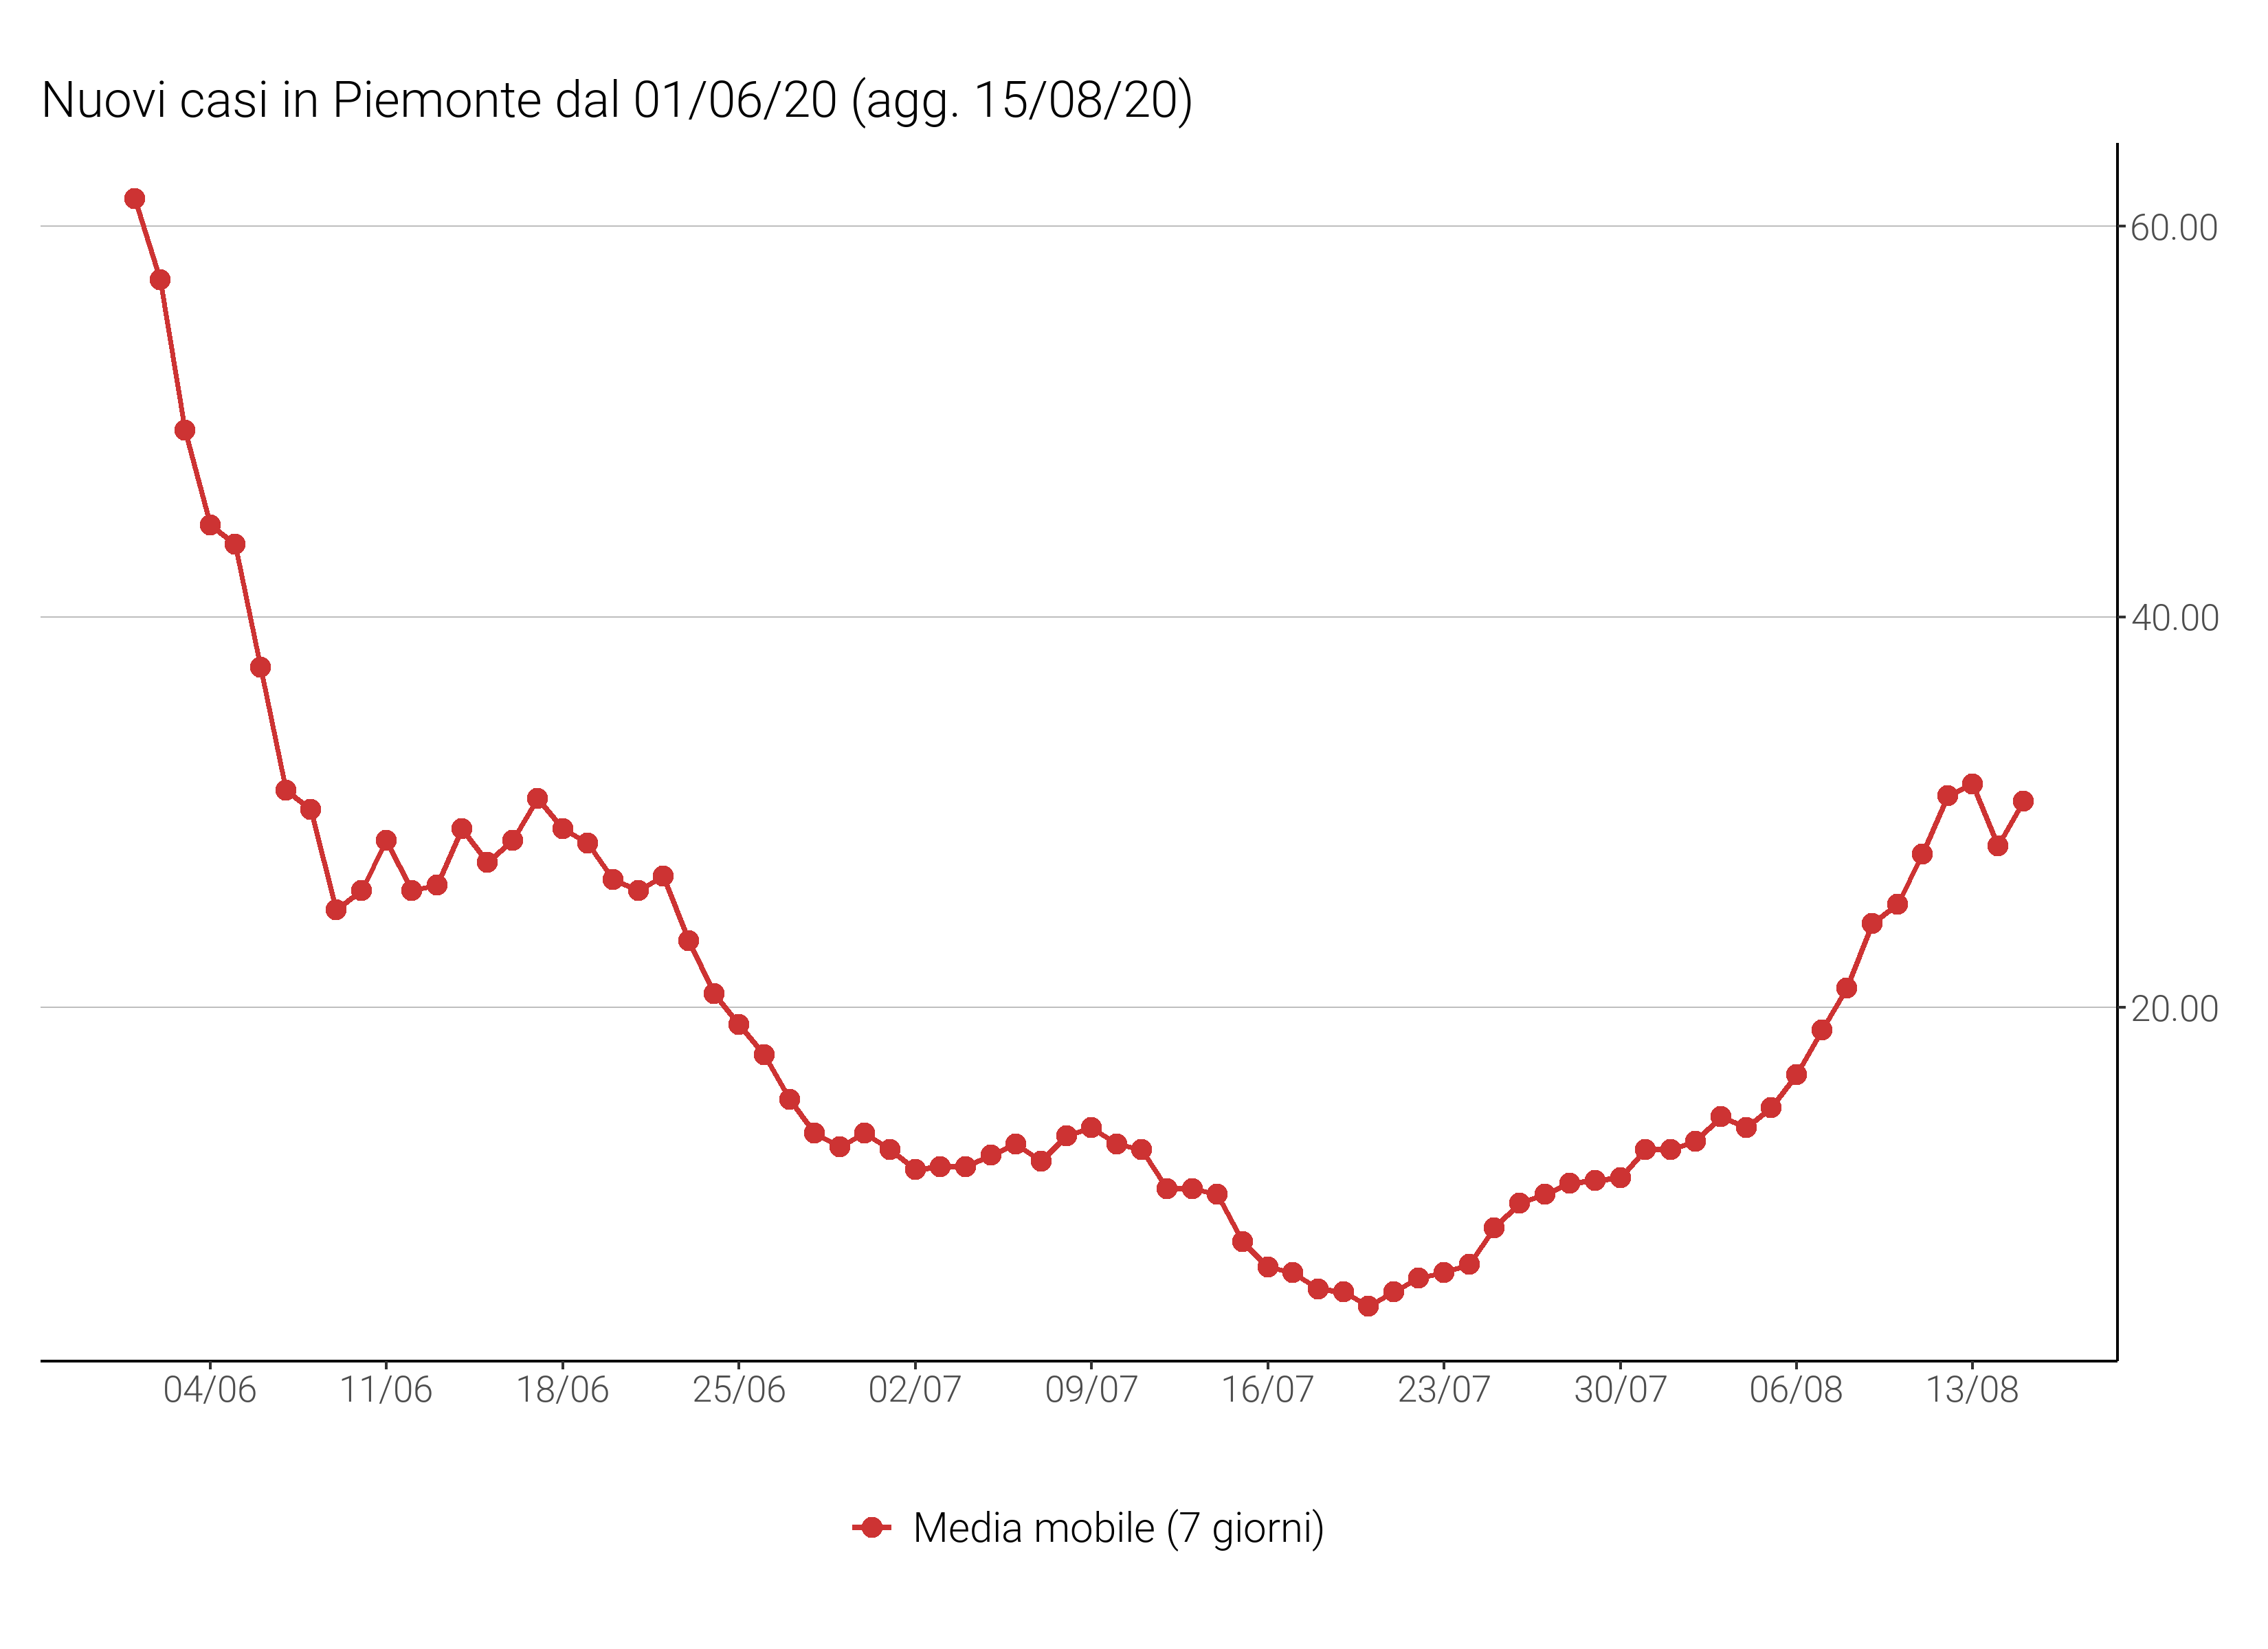 Nuovi casi in Piemonte dal 01/06/20 (agg. 15/08/20)
60.00
40.00
20.00
04/06 11/06 18/06 25/06 02/07 09/07 16/07 23/07 30/07 06/08 13/08
Media mobile (7 giorni)